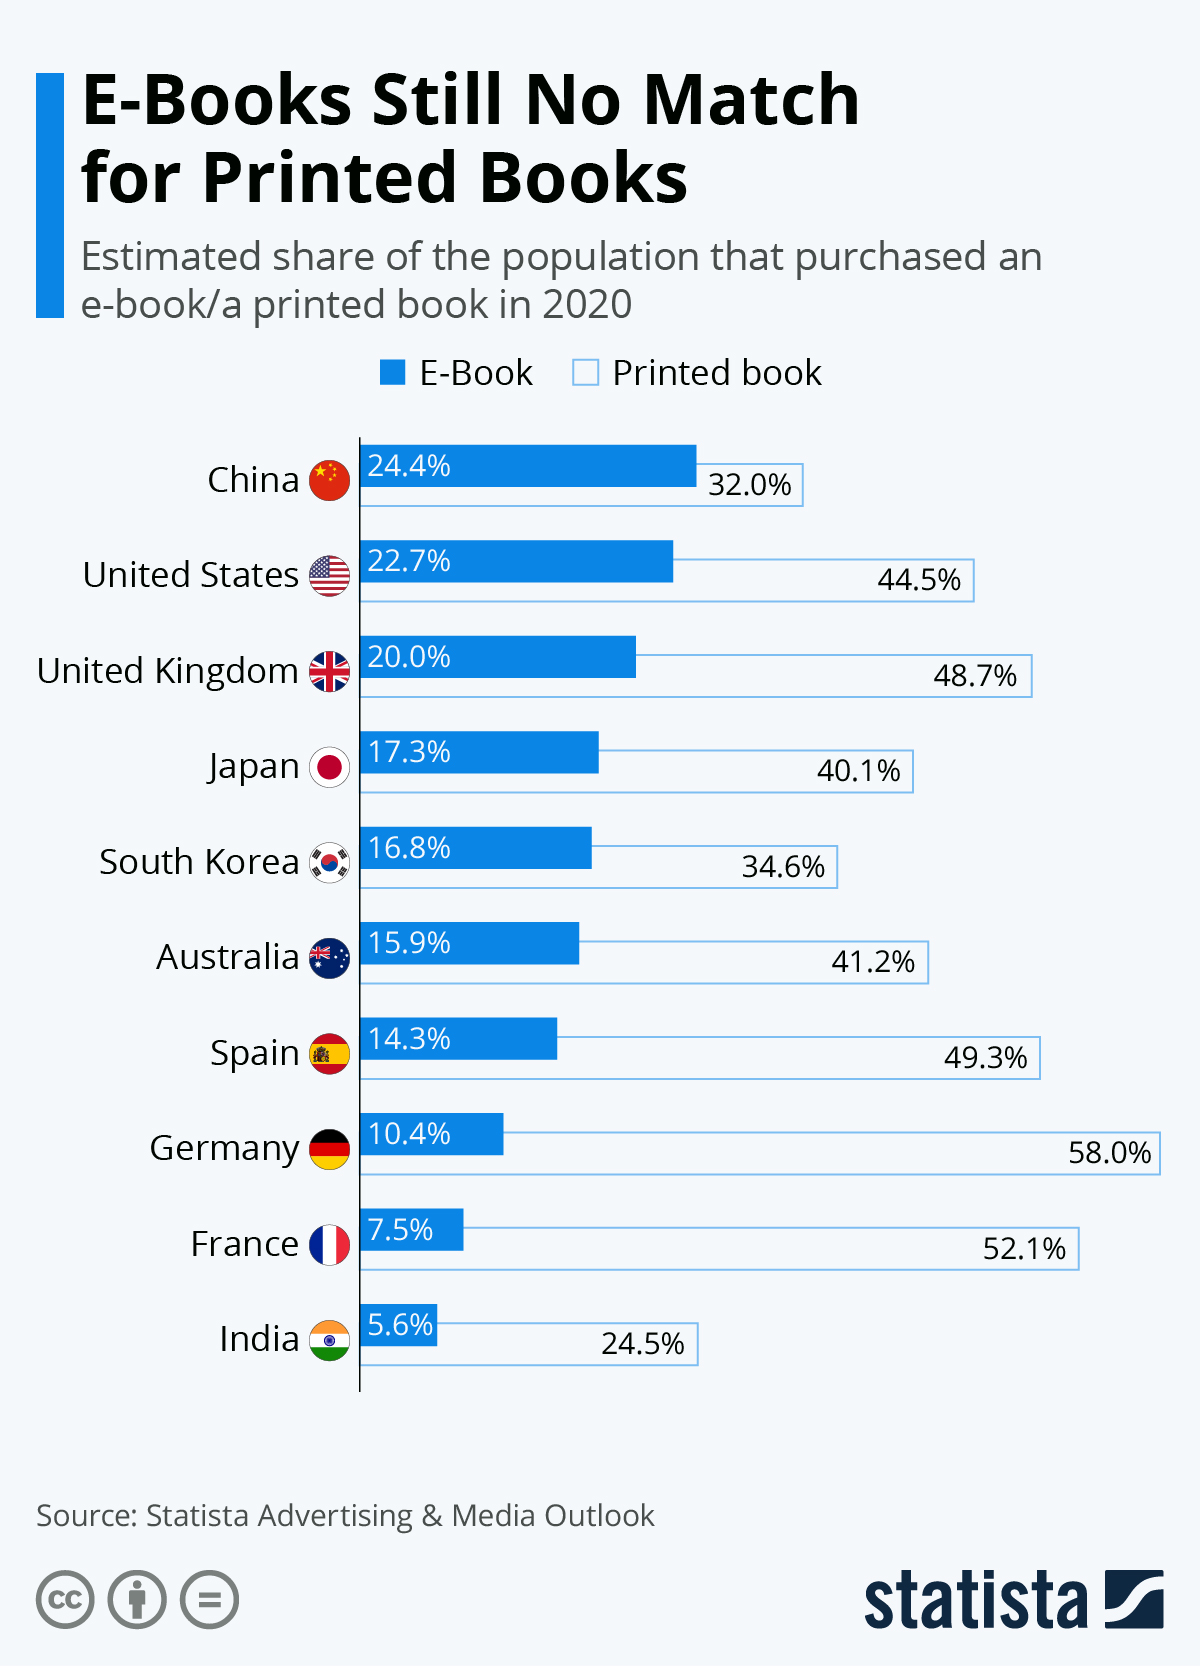 E-Books Still No Match
for Printed Books
Estimated share of the population that purchased an
e-book/a printed book in 2020
E-Book Printed book
China 24.4% 32.0%
United States 22.7% 44.5%
United Kingdom 20.0% 48.7%
Japan 17.3% 40.1%
South Korea 16.8% 34.6%
Australia 15.9% 41.2%
Spain 14.3% 49.3%
Germany 10.4% 58.0%
France 7.5% 52.1%
India 5.6% 24.5%
Source: Statista Advertising & Media Outlook
cc statista